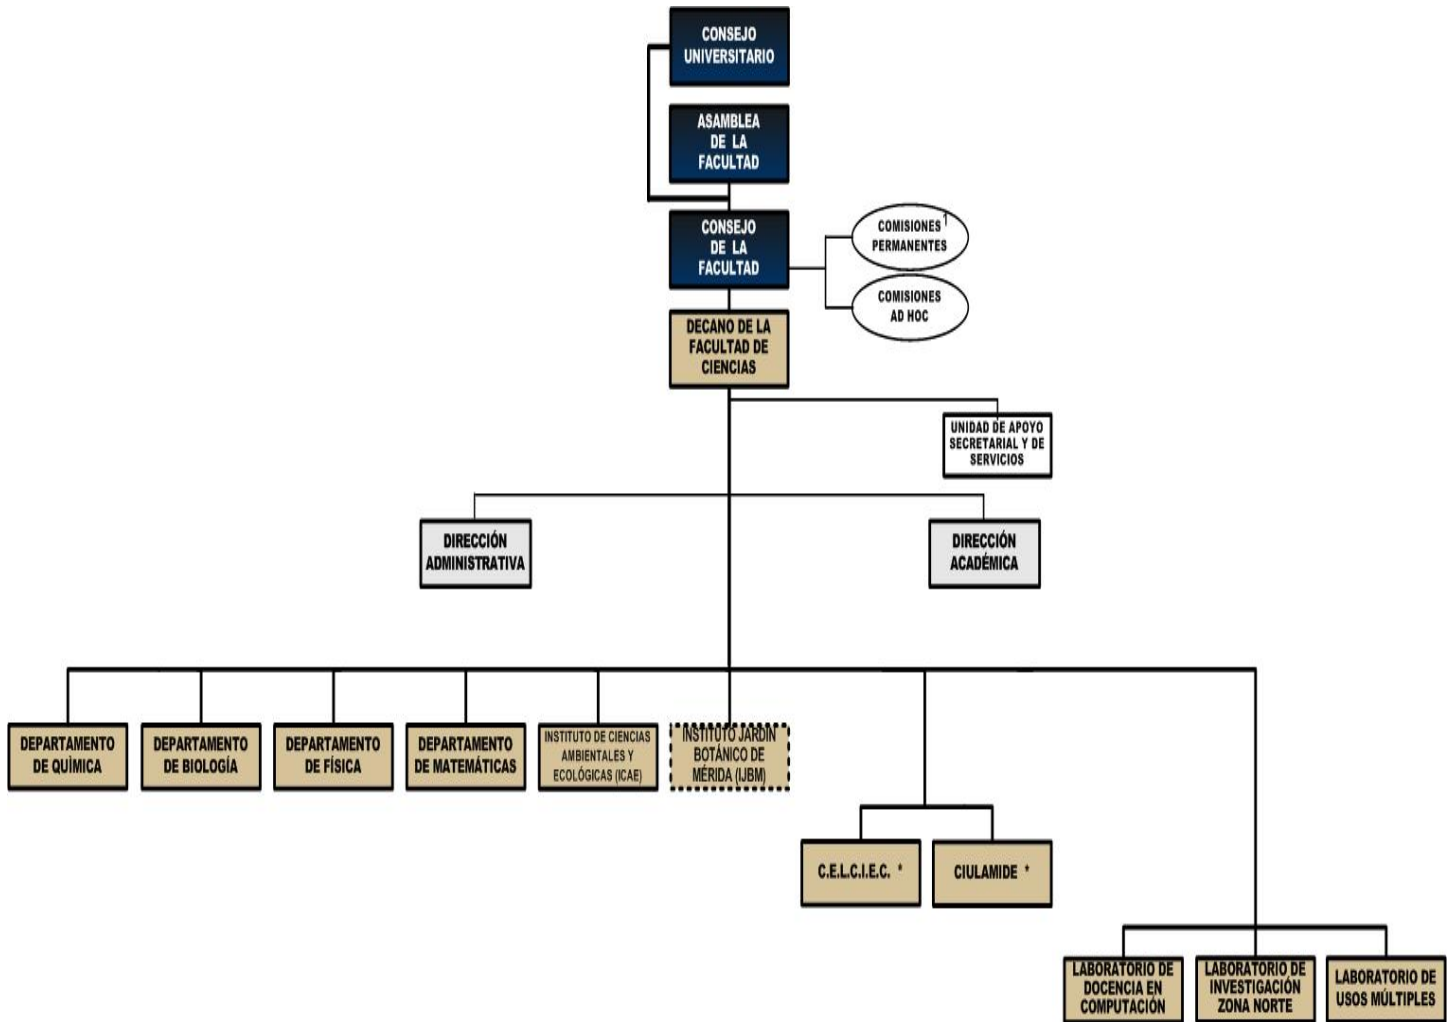 CONSEJO
UNIVERSITARIO
ASAMBLEA
DE LA
FACULTAD
CONSEJO
DE LA
FACULTAD
COMISIONES 1
PERMANENTES
COMISIONES
AD HOC
DECANO DE LA
FACULTAD DE
CIENCIAS
UNIDAD DE APOYO
SECRETARIAL Y DE
SERVICIOS
DIRECCIÓN
ADMINISTRATIVA
DIRECCIÓN
ACADÉMICA
DEPARTAMENTO
DE QUÌMICA
DEPARTAMENTO
DE BIOLOGÍA
DEPARTAMENTO
DE FÍSICA
DEPARTAMENTO
DE MATEMÁTICAS
INSTITUTO DE CIENCIAS
AMBIENTALES Y
ECOLÓGICAS (ICAE)
INSTITUTO JARDIN
BOTÁNICO DE
MÉRIDA (IJBM)
C.E.L.C.I.E.C. *
CIULAMIDE *
LABORATORIO DE
DOCENCIA EN
COMPUTACIÓN
LABORATORIO DE
INVESTIGACIÓN
ZONA NORTE
LABORATORIO DE
USOS MÚLTIPLES